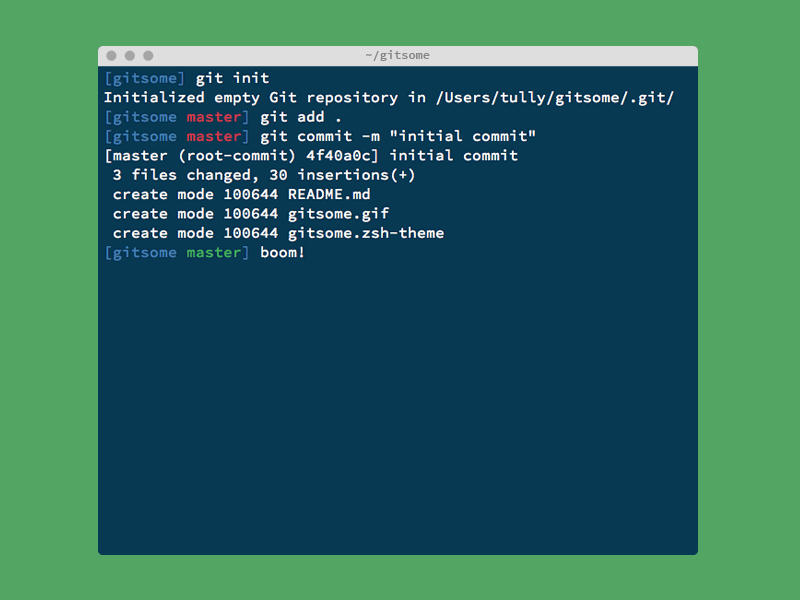 ~/gitsome
[gitsome] git init
Initialized empty Git repository in /Users/tully/gitsome/.git/
[gitsome master] git add .
[gitsome master] git commit -m "initial commit"
[master (root-commit) 4f40a0c] initial commit
 3 files changed, 30 insertions(+)
 create mode 100644 README.md
 create mode 100644 gitsome.gif
 create mode 100644 gitsome.zsh-theme
[gitsome master] boom!